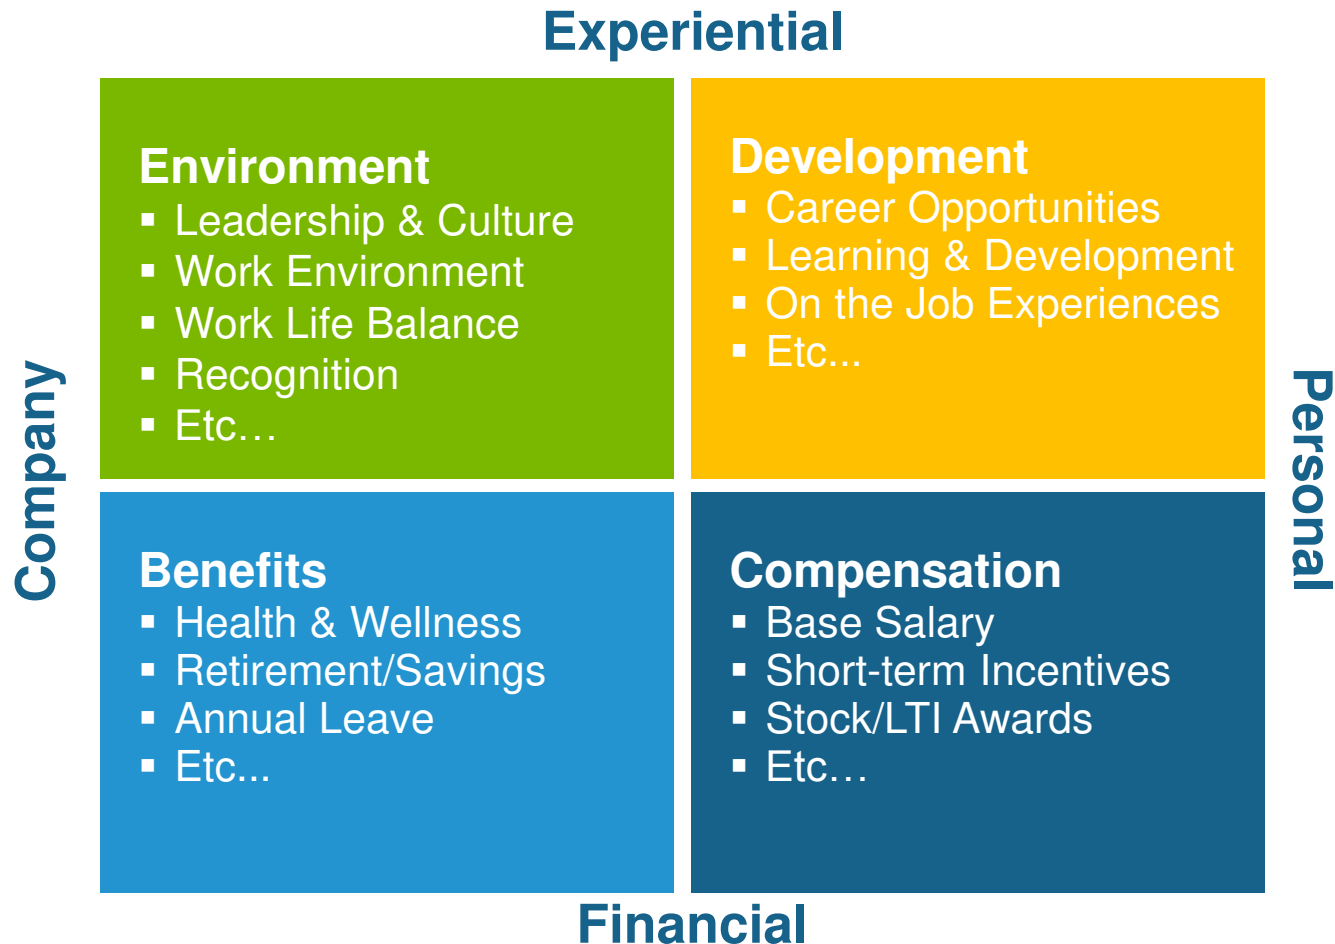 Experiential
Company
Environment
▪ Leadership & Culture
▪ Work Environment
▪ Work Life Balance
▪ Recognition
▪ Etc…
Development
▪ Career Opportunities
▪ Learning & Development
▪ On the Job Experiences
▪ Etc...
Personal
Benefits
▪ Health & Wellness
▪ Retirement/Savings
▪ Annual Leave
▪ Etc...
Compensation
▪ Base Salary
▪ Short-term Incentives
▪ Stock/LTI Awards
▪ Etc…
Financial